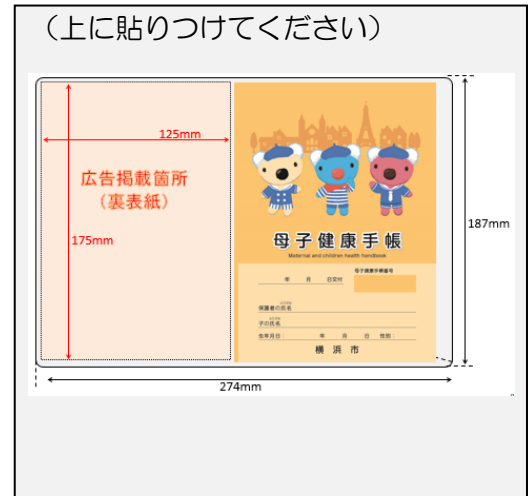 （上に貼りつけてください）
125mm
広告掲載箇所
（裏表紙）
175mm
187mm
母子健康手帳
Maternal and children health handbook
母子健康手帳番号
年　月　日交付
保護者の氏名
子の氏名
生年月日：　年　月　日　性別：
横浜市
274mm